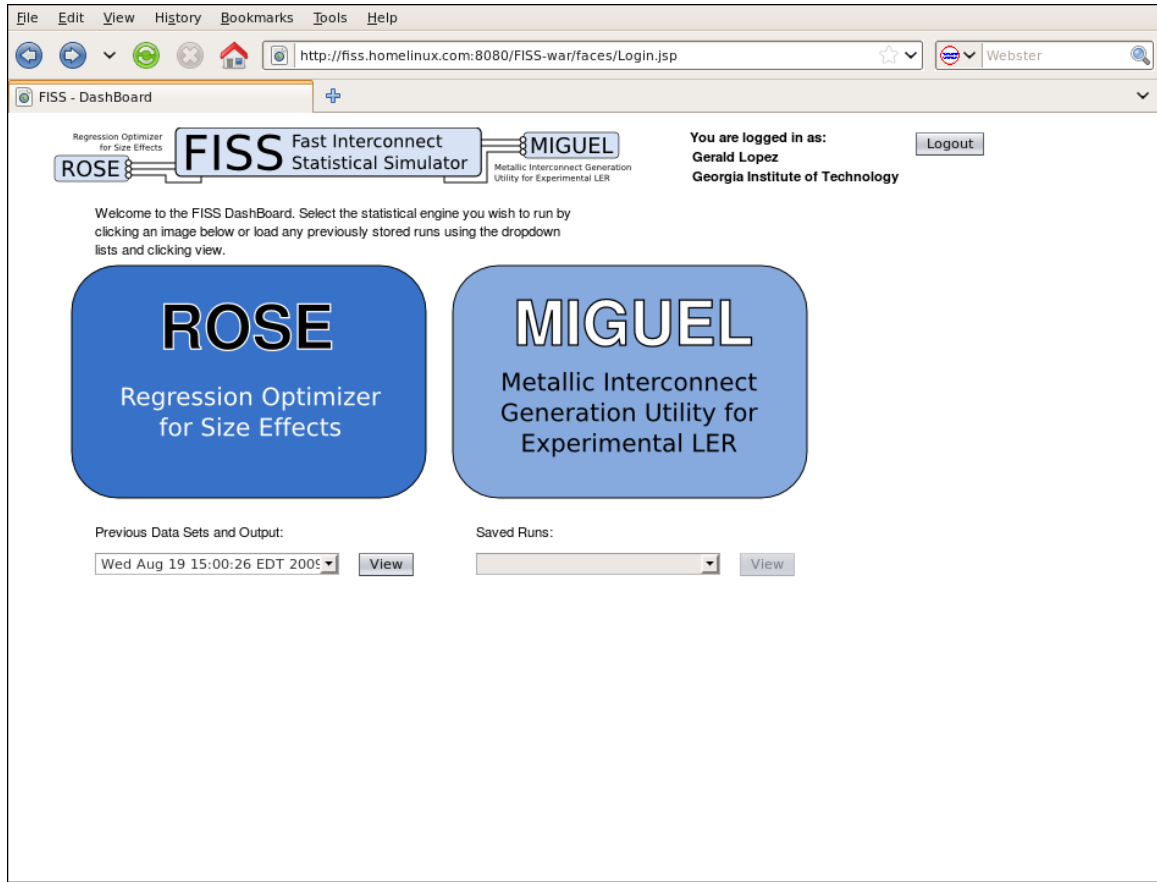 File Edit View History Bookmarks Tools Help
http://fiss.homelinux.com:8080/FISS-war/faces/Login.jsp
Webster
FISS - DashBoard
Regression Optimizer
for Size Effects
ROSE
FISS
Fast Interconnect
Statistical Simulator
MIGUEL
Metallic Interconnect Generation
Utility for Experimental LER
You are logged in as:
Gerald Lopez
Georgia Institute of Technology
Logout
Welcome to the FISS DashBoard. Select the statistical engine you wish to run by
clicking an image below or load any previously stored runs using the dropdown
lists and clicking view.
ROSE
Regression Optimizer
for Size Effects
MIGUEL
Metallic Interconnect
Generation Utility for
Experimental LER
Previous Data Sets and Output:
Wed Aug 19 15:00:26 EDT 2009
View
Saved Runs:
View